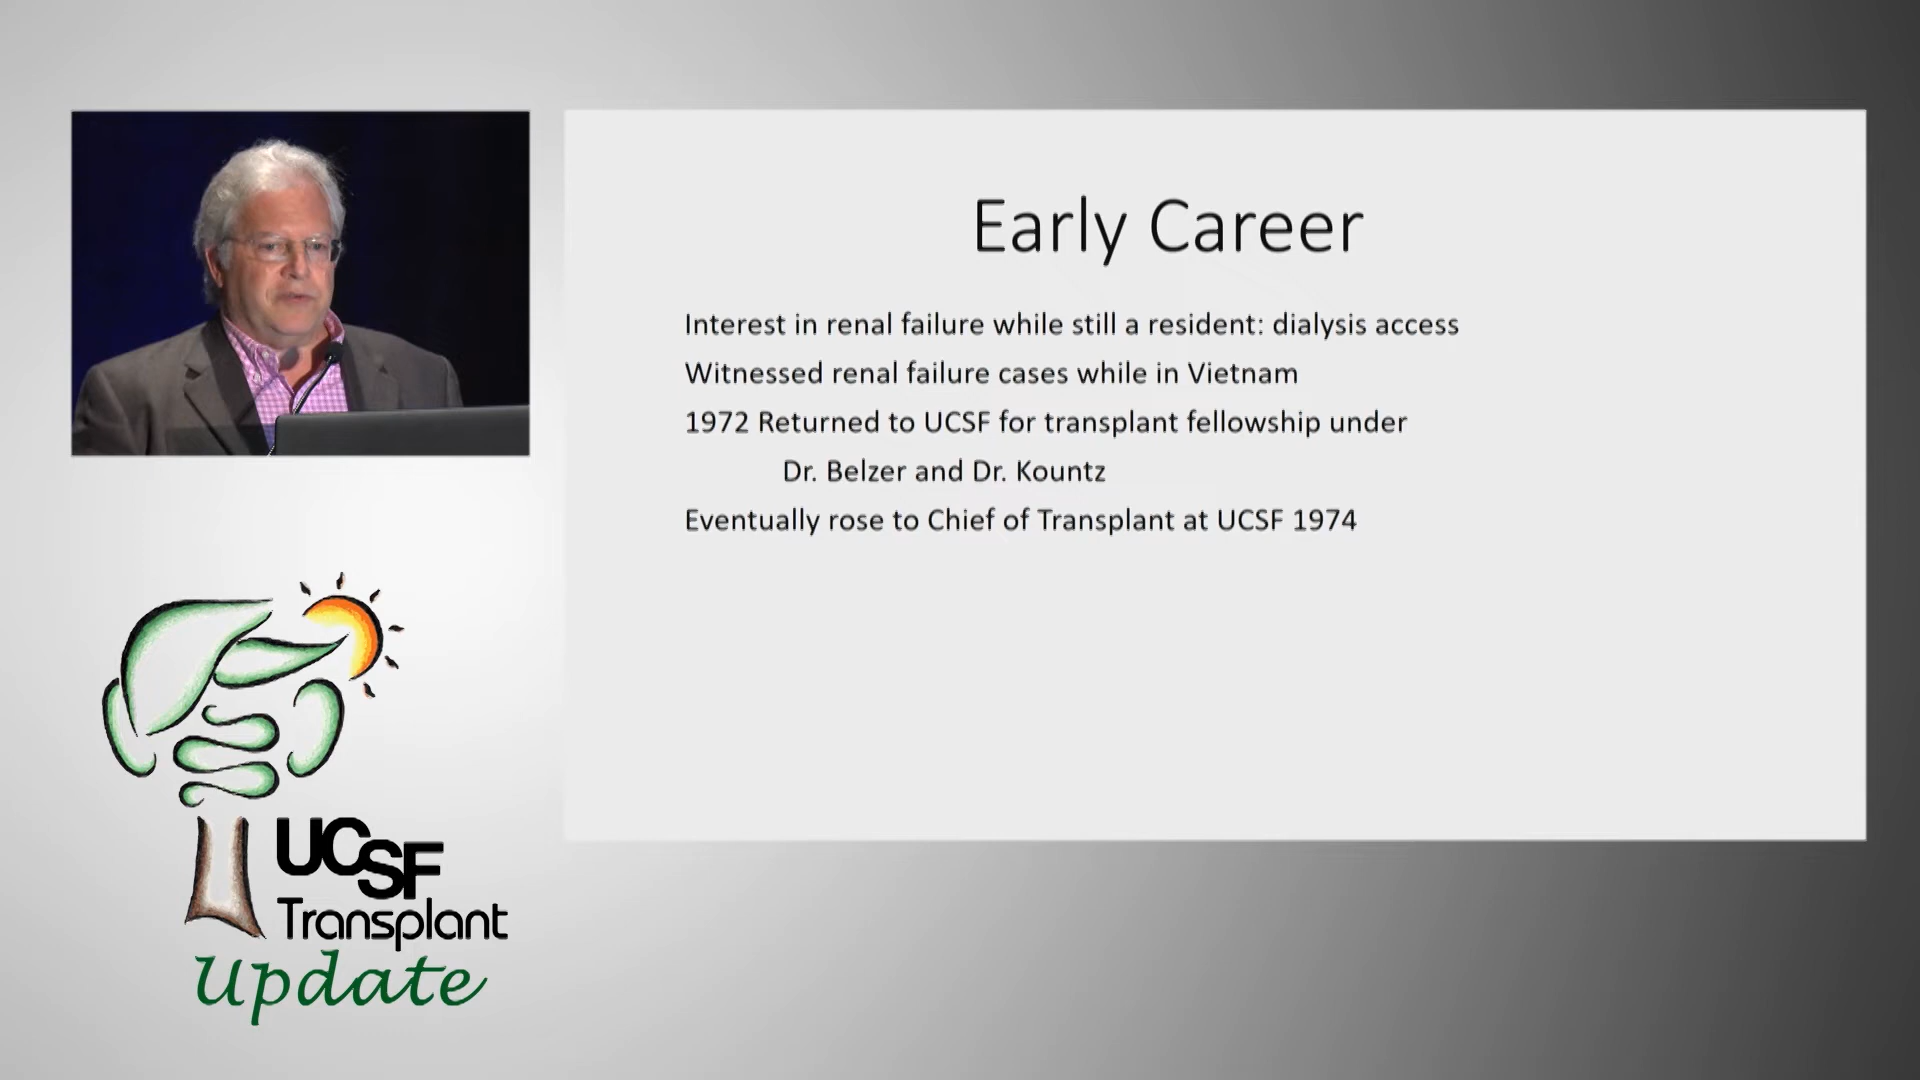 Early Career
Interest in renal failure while still a resident: dialysis access
Witnessed renal failure cases while in Vietnam
1972 Returned to UCSF for transplant fellowship under
Dr. Belzer and Dr. Kountz
Eventually rose to Chief of Transplant at UCSF 1974
UCSF
Transplant
Update